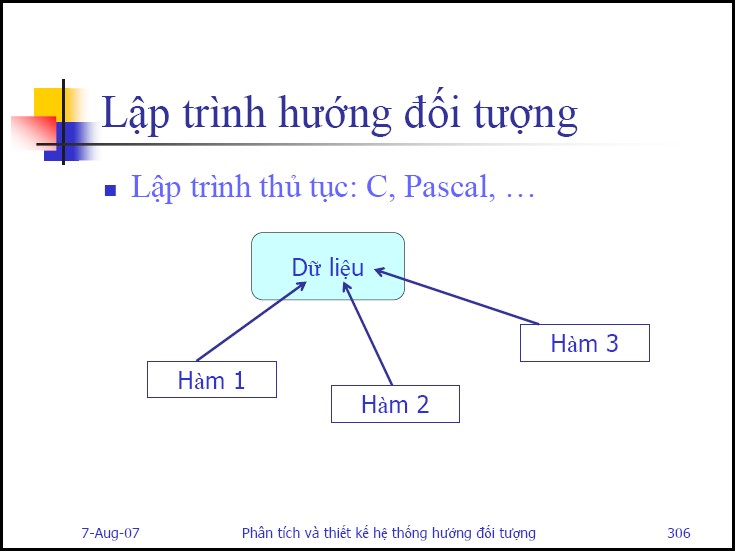 Lập trình hướng đối tượng
Lập trình thủ tục: C, Pascal, …
Dữ liệu
Hàm 3
Hàm 1
Hàm 2
7-Aug-07
Phân tích và thiết kế hệ thống hướng đối tượng
306